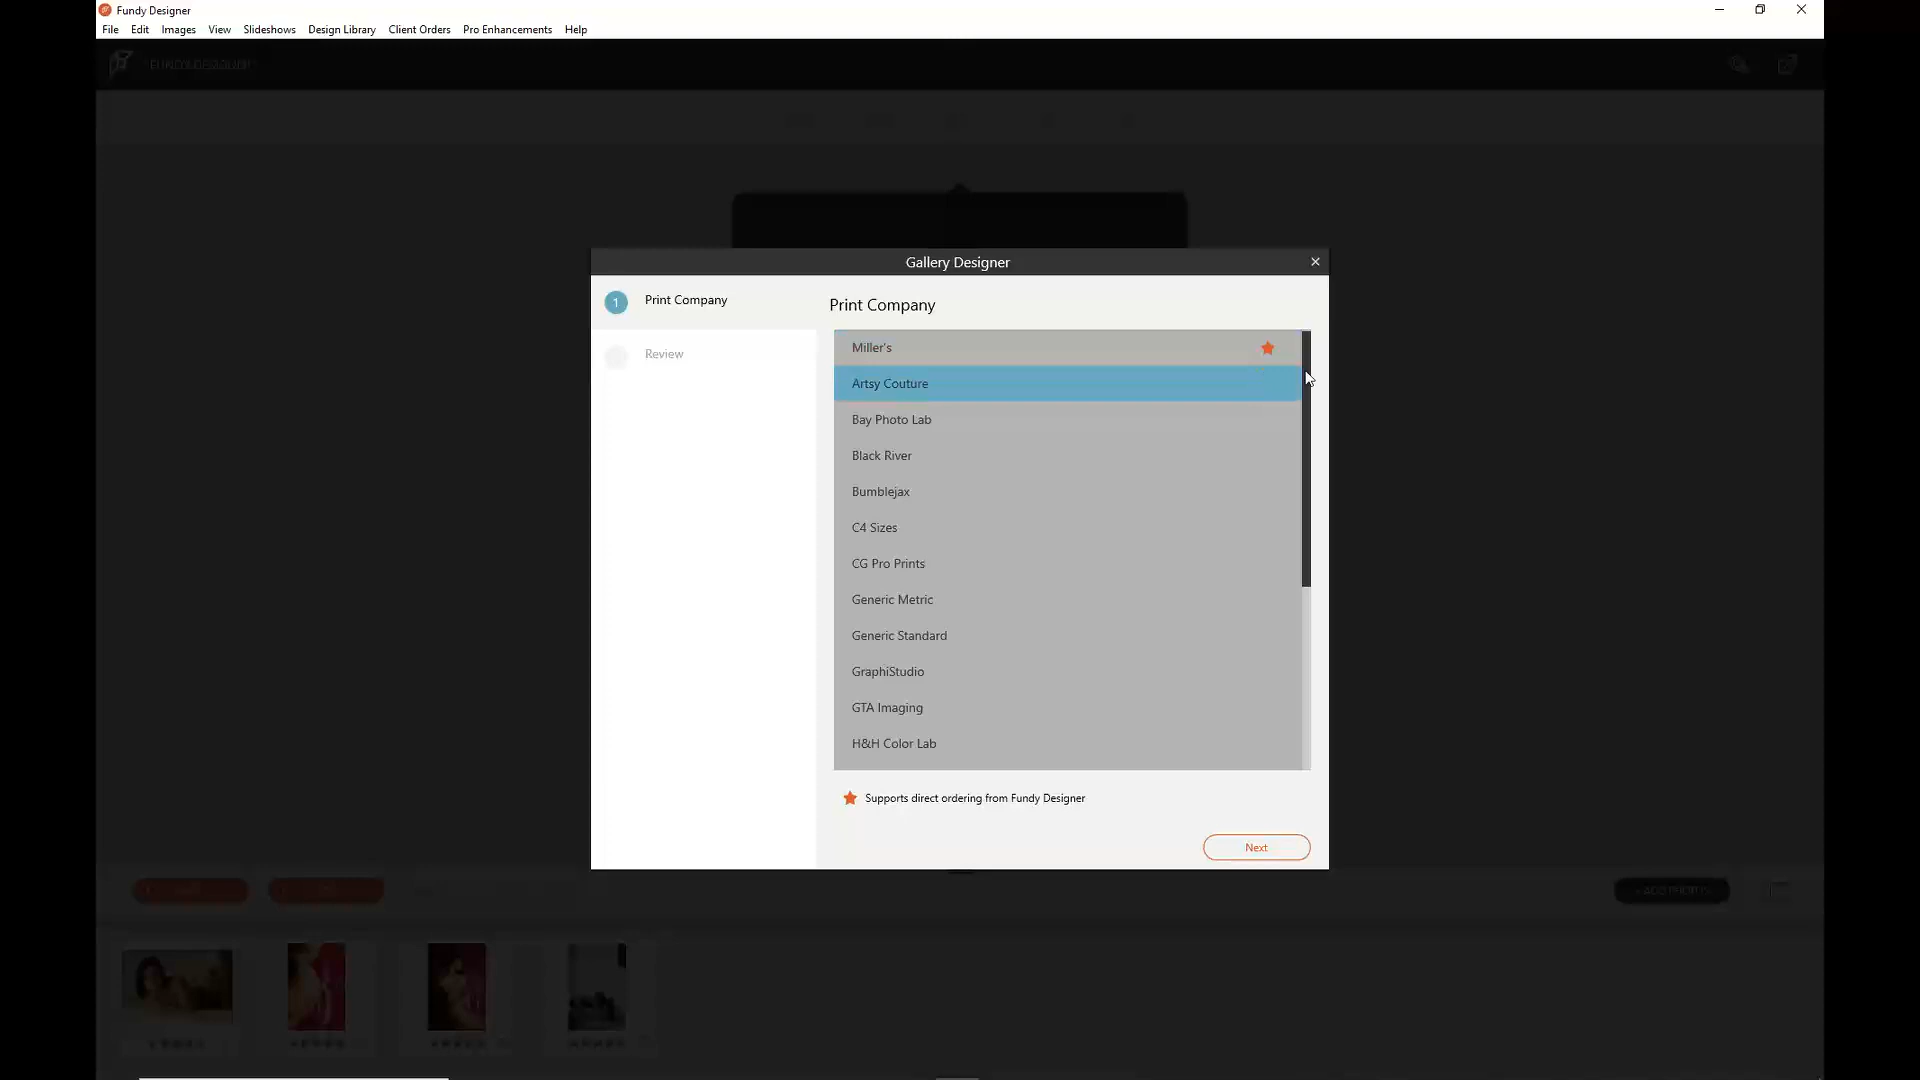 Fundy Designer
File Edit Images View Slideshows Design Library Client Orders Pro Enhancements Help
Gallery Designer
1 Print Company
Review
Print Company
Miller's
Artsy Couture
Bay Photo Lab
Black River
Bumblejax
C4 Sizes
CG Pro Prints
Generic Metric
Generic Standard
GraphiStudio
GTA Imaging
H&H Color Lab
Supports direct ordering from Fundy Designer
Next
+ ADD PHOTOS